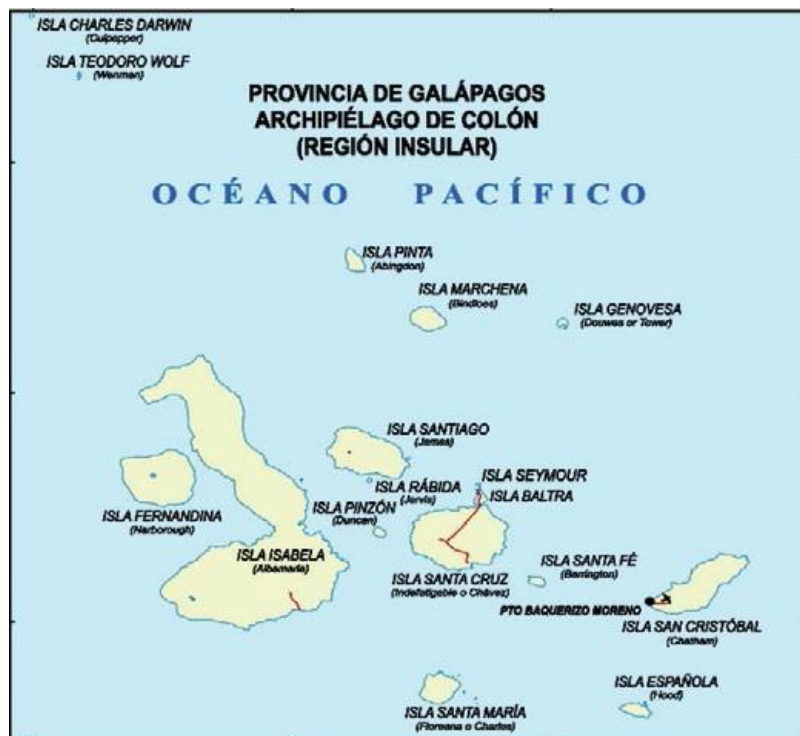 ISLA CHARLES DARWIN
(Culpepper)
ISLA TEODORO WOLF
(Wenman)
PROVINCIA DE GALÁPAGOS
ARCHIPIÉLAGO DE COLÓN
(REGIÓN INSULAR)
OCÉANO PACÍFICO
ISLA PINTA
(Abingdon)
ISLA MARCHENA
(Bindloes)
ISLA GENOVESA
(Douwes or Tower)
ISLA SANTIAGO
(James)
ISLA SEYMOUR
ISLA RÁBIDA
(Jervis)
ISLA BALTRA
ISLA PINZÓN
(Duncan)
ISLA FERNANDINA
(Narborough)
ISLA ISABELA
(Albemarle)
ISLA SANTA FÉ
(Barrington)
ISLA SANTA CRUZ
(Indefatigable o Chávez)
PTO BAQUERIZO MORENO
ISLA SAN CRISTÓBAL
(Chatham)
ISLA ESPAÑOLA
(Hood)
ISLA SANTA MARÍA
(Floreana o Charles)